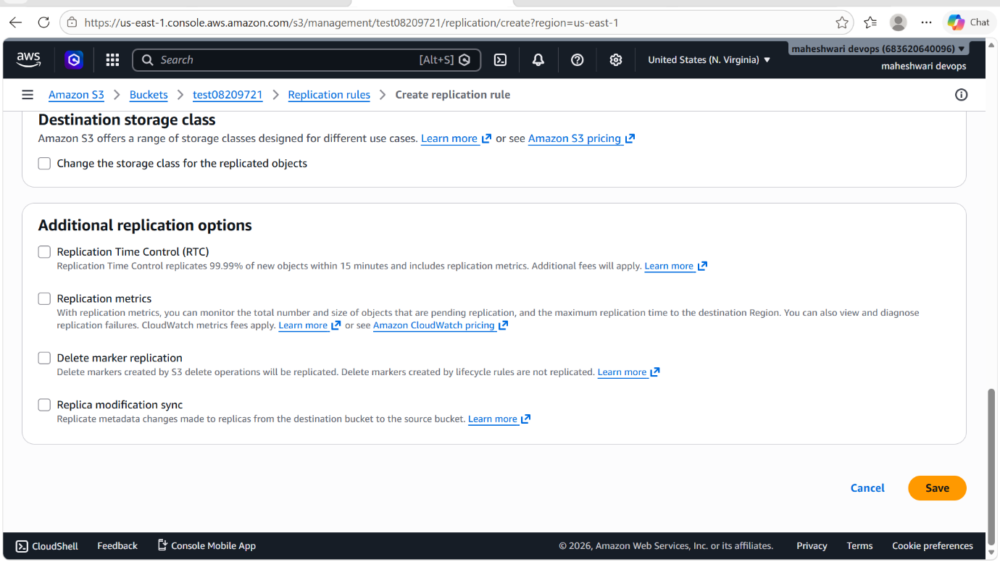 https://us-east-1.console.aws.amazon.com/s3/management/test08209721/replication/create?region=us-east-1
Chat
aws
Search
[Alt+S]
United States (N. Virginia)
maheshwari devops (683620640096)
maheshwari devops
Amazon S3 > Buckets > test08209721 > Replication rules > Create replication rule
Destination storage class
Amazon S3 offers a range of storage classes designed for different use cases. Learn more or see Amazon S3 pricing
Change the storage class for the replicated objects
Additional replication options
Replication Time Control (RTC)
Replication Time Control replicates 99.99% of new objects within 15 minutes and includes replication metrics. Additional fees will apply. Learn more
Replication metrics
With replication metrics, you can monitor the total number and size of objects that are pending replication, and the maximum replication time to the destination Region. You can also view and diagnose
replication failures. CloudWatch metrics fees apply. Learn more or see Amazon CloudWatch pricing
Delete marker replication
Delete markers created by S3 delete operations will be replicated. Delete markers created by lifecycle rules are not replicated. Learn more
Replica modification sync
Replicate metadata changes made to replicas from the destination bucket to the source bucket. Learn more
Cancel
Save
CloudShell
Feedback
Console Mobile App
© 2026, Amazon Web Services, Inc. or its affiliates.
Privacy
Terms
Cookie preferences